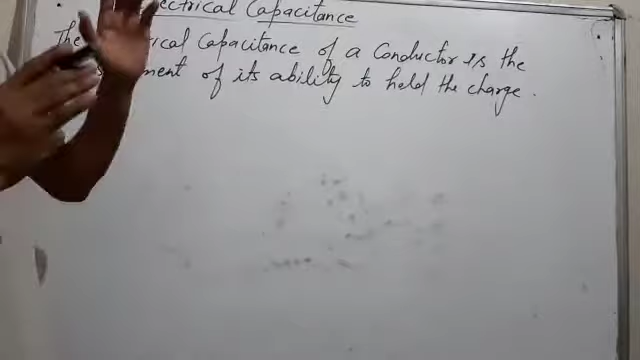 ectrical Capacitance
The ical Capacitance of a Conductor is the
ment of its ability to hold the charge.